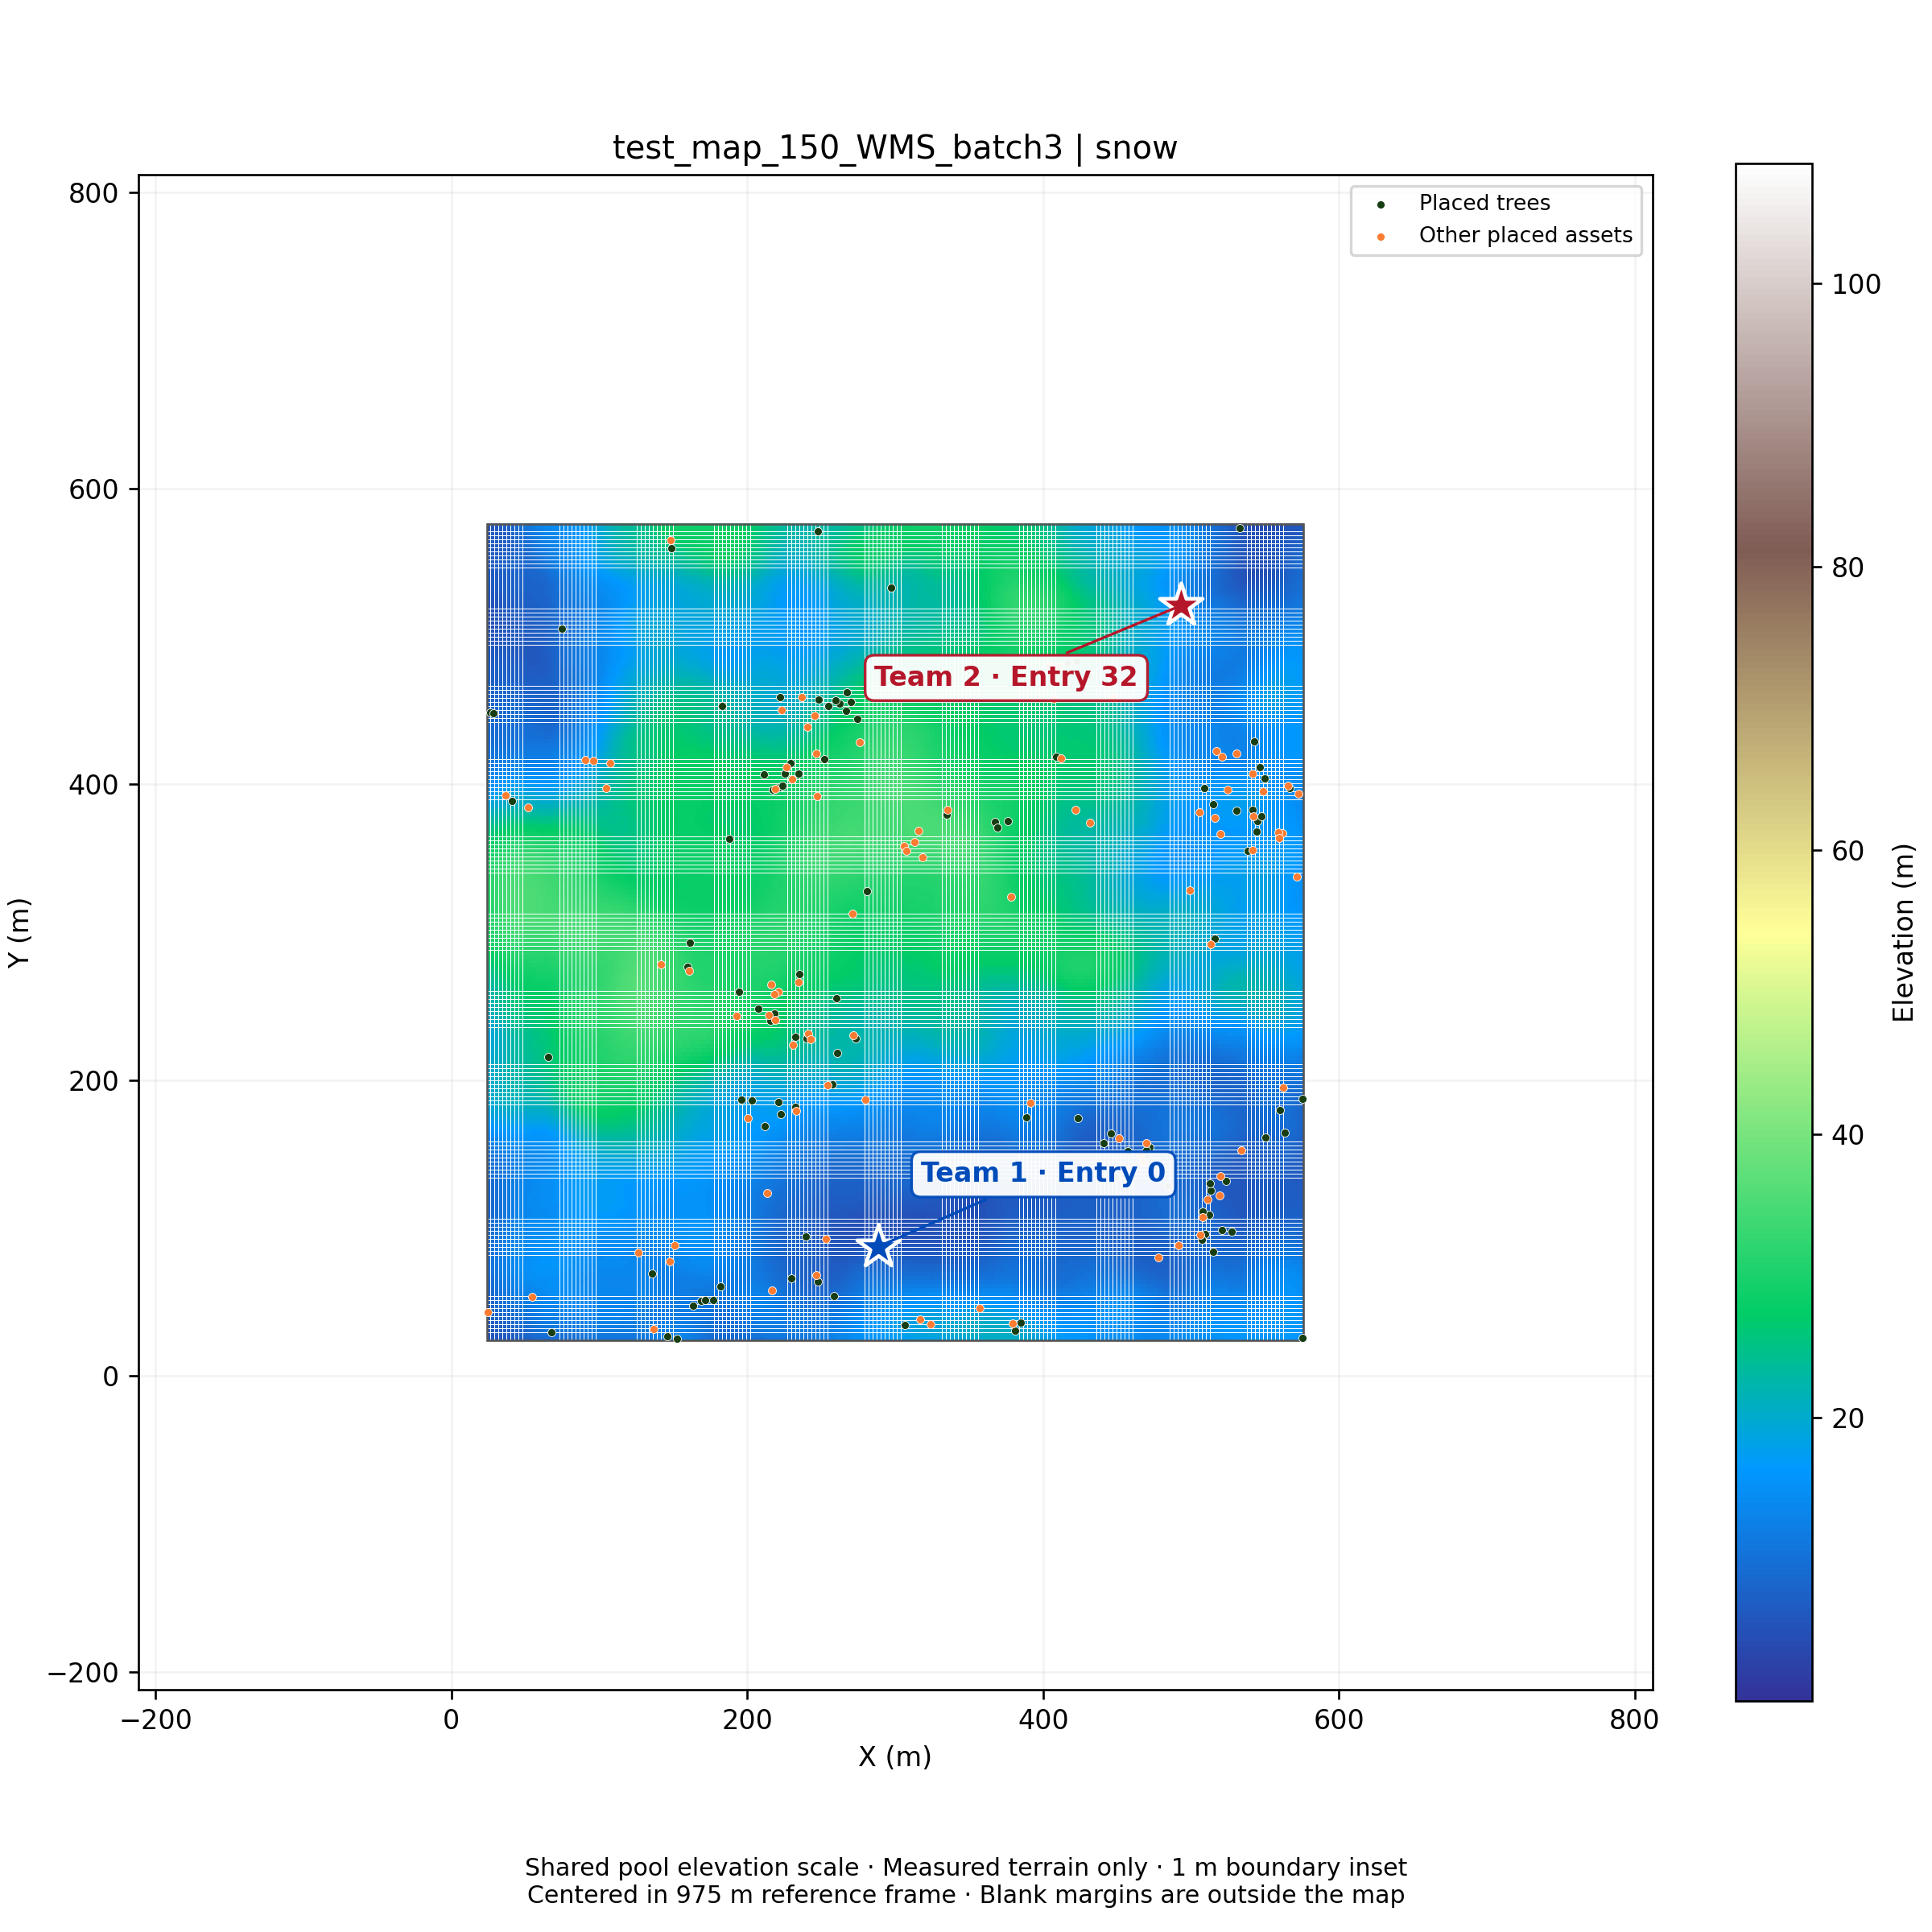 test_map_150_WMS_batch3 | snow
Placed trees
Other placed assets
800
600
400
200
0
−200
Y (m)
Team 2 · Entry 32
Team 1 · Entry 0
−200
0
200
400
600
800
X (m)
100
80
60
40
20
Elevation (m)
Shared pool elevation scale · Measured terrain only · 1 m boundary inset
Centered in 975 m reference frame · Blank margins are outside the map